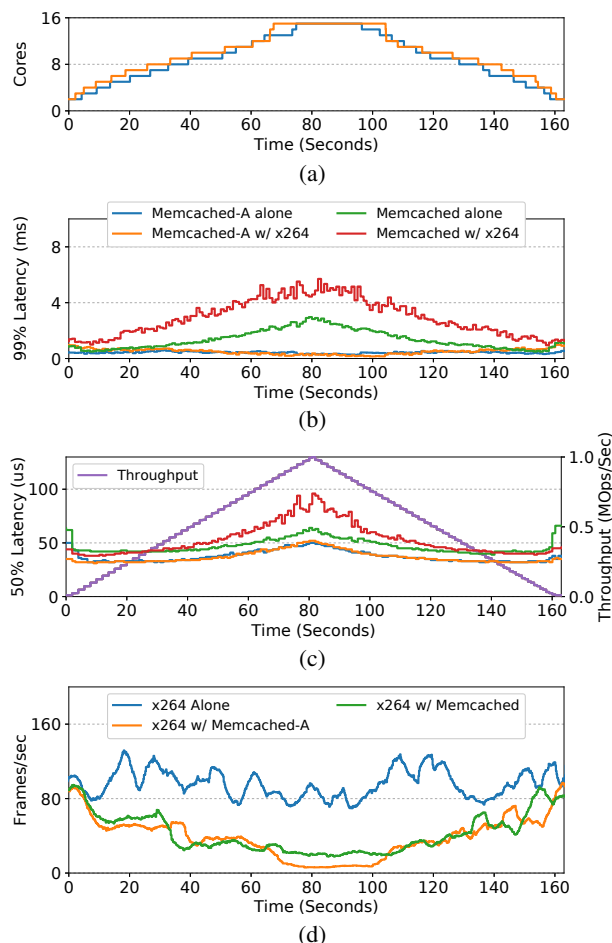 16
8
0
Cores
0 20 40 60 80 100 120 140 160
Time (Seconds)
(a)
Memcached-A alone
Memcached alone
Memcached-A w/ x264
Memcached w/ x264
8
4
0
99% Latency (ms)
0 20 40 60 80 100 120 140 160
Time (Seconds)
(b)
Throughput
100
50
0
50% Latency (us)
1.0
0.5
0.0
Throughput (MOps/Sec)
0 20 40 60 80 100 120 140 160
Time (Seconds)
(c)
x264 Alone
x264 w/ Memcached
x264 w/ Memcached-A
160
80
0
Frames/sec
0 20 40 60 80 100 120 140 160
Time (Seconds)
(d)